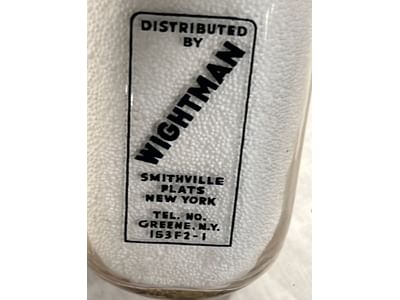 DISTRIBUTED
BY
WIGHTMAN
SMITHVILLE
FLATS
NEW YORK
TEL. NO.
GREENE, N.Y.
153F2-1